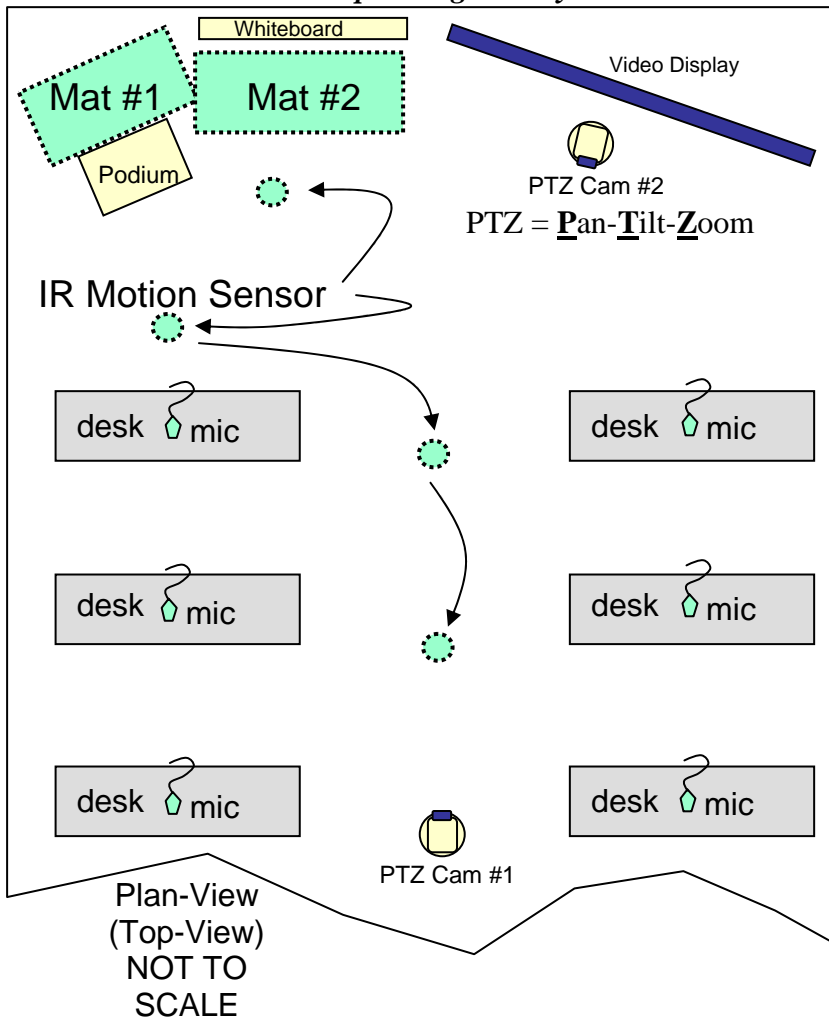 Whiteboard
Mat #1
Mat #2
Video Display
Podium
PTZ Cam #2
PTZ = Pan-Tilt-Zoom
IR Motion Sensor
desk mic
desk mic
desk mic
desk mic
desk mic
desk mic
PTZ Cam #1
Plan-View
(Top-View)
NOT TO
SCALE